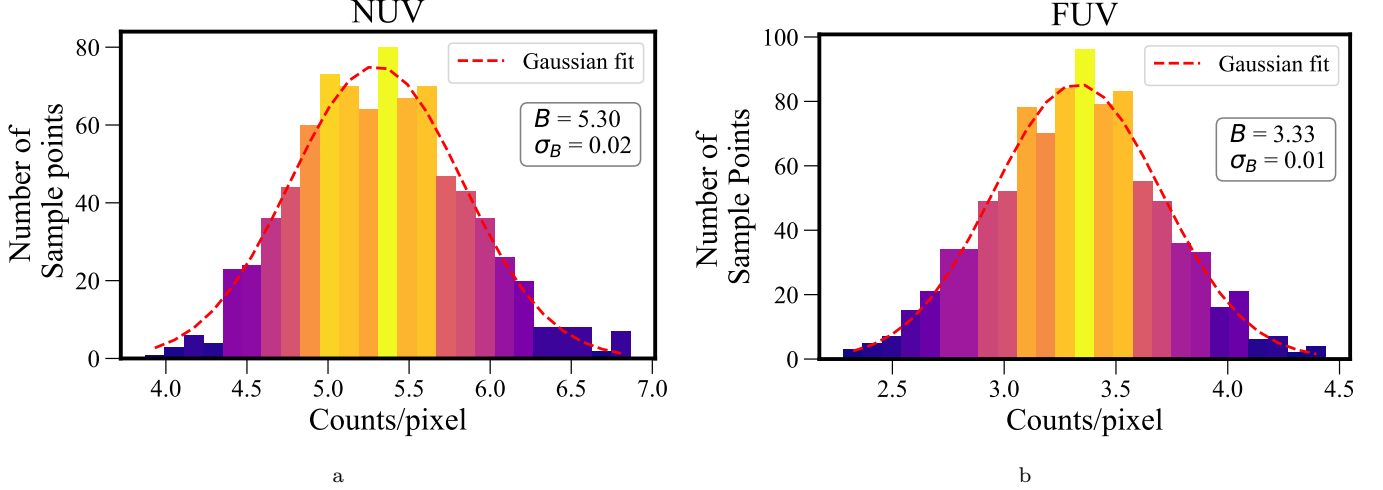 NUV
80
60
40
20
0
Number of
Sample points
Gaussian fit
B = 5.30
σ_B = 0.02
4.0 4.5 5.0 5.5 6.0 6.5 7.0
Counts/pixel
a
FUV
100
80
60
40
20
0
Number of
Sample Points
Gaussian fit
B = 3.33
σ_B = 0.01
2.5 3.0 3.5 4.0 4.5
Counts/pixel
b